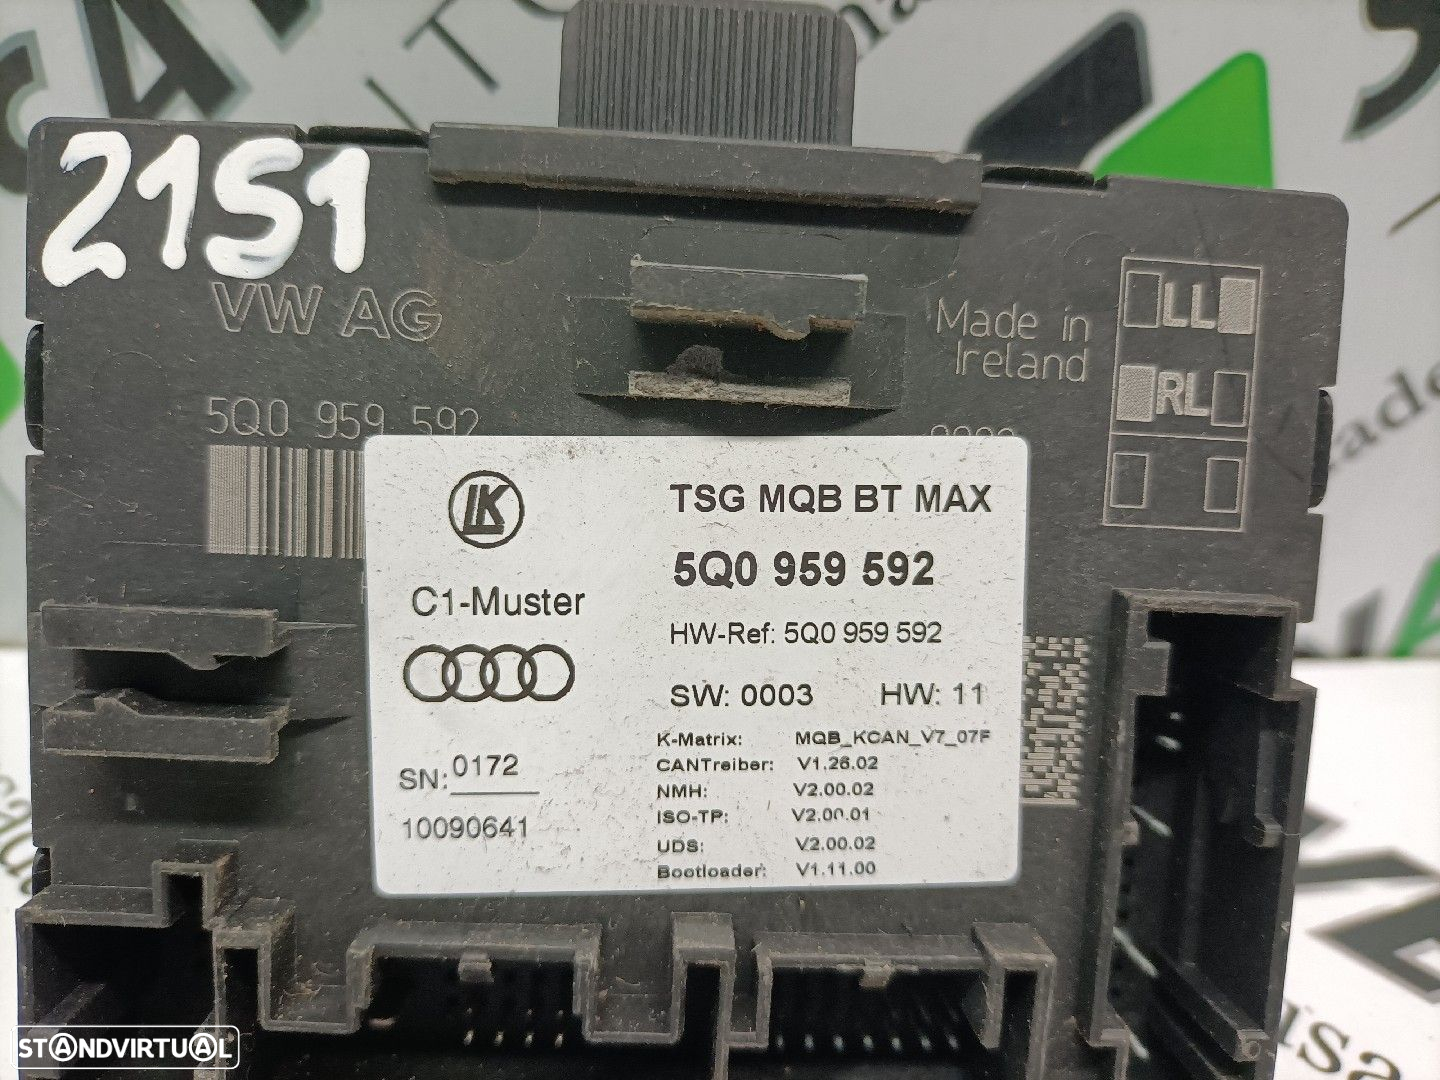 2151
VW AG
Made in
Ireland
LL
RL
5Q0 959 592
LK
TSG MQB BT MAX
5Q0 959 592
C1-Muster
HW-Ref: 5Q0 959 592
SW: 0003 HW: 11
K-Matrix: MQB_KCAN_V7_07F
CANTreiber: V1.26.02
NMH: V2.00.02
ISO-TP: V2.00.01
UDS: V2.00.02
Bootloader: V1.11.00
SN: 0172
10090641
STANDVIRTUAL